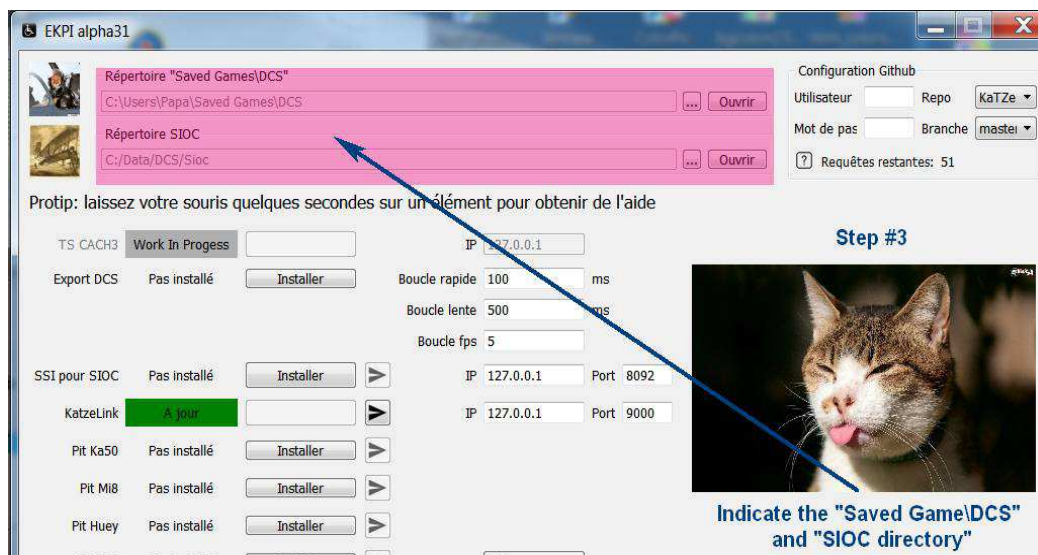 EKPI alpha31
Répertoire "Saved Games\DCS"
C:\Users\Papa\Saved Games\DCS
... Ouvrir
Répertoire SIOC
C:/Data/DCS/Sioc
... Ouvrir
Configuration Github
Utilisateur Repo KaTZe
Mot de pas Branche master
? Requêtes restantes: 51
Protip: laissez votre souris quelques secondes sur un élément pour obtenir de l'aide
TS CACH3 Work In Progess IP 127.0.0.1
Export DCS Pas installé Installer Boucle rapide 100 ms
Boucle lente 500 ms
Boucle fps 5
SSI pour SIOC Pas installé Installer IP 127.0.0.1 Port 8092
KatzeLink A jour IP 127.0.0.1 Port 9000
Pit Ka50 Pas installé Installer
Pit Mi8 Pas installé Installer
Pit Huey Pas installé Installer
Step #3
Indicate the "Saved Game\DCS"
and "SIOC directory"